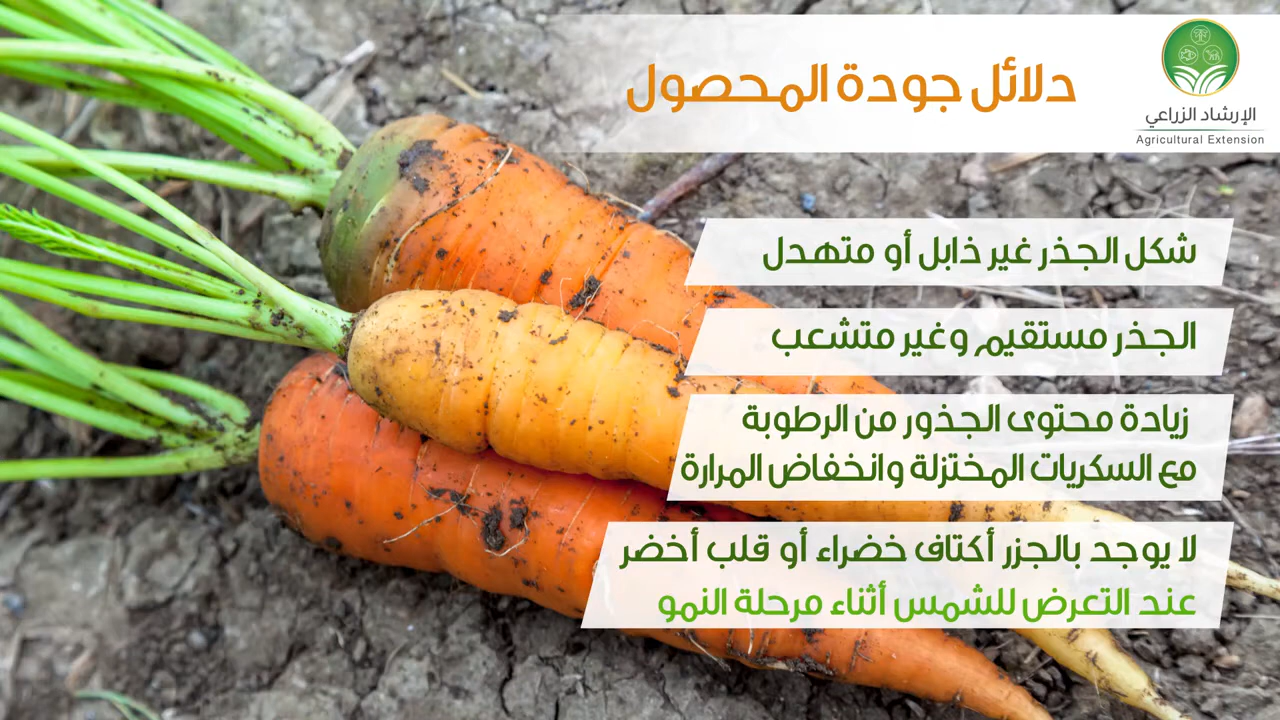 دلائل جودة المحصول
الإرشاد الزراعي
Agricultural Extension
شكل الجذر غير ذابل أو متهدل
الجذر مستقيم وغير متشعب
زيادة محتوى الجذور من الرطوبة
مع السكريات المختزلة وانخفاض المرارة
لا يوجد بالجزر أكتاف خضراء أو قلب أخضر
عند التعرض للشمس أثناء مرحلة النمو